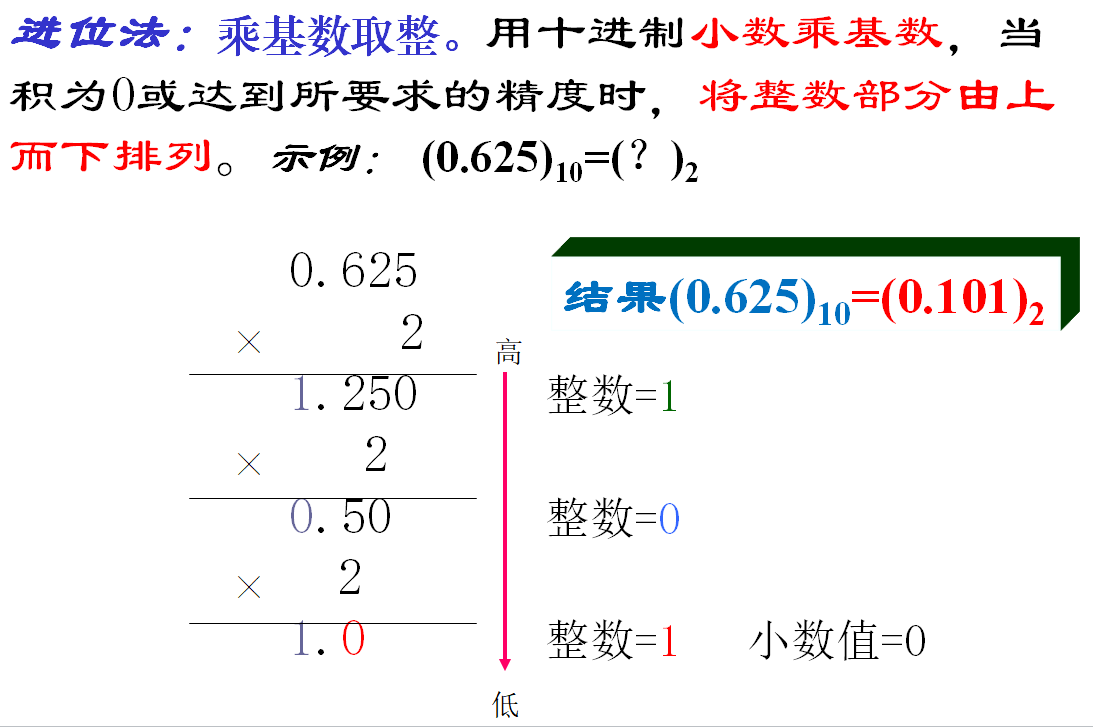 进位法：乘基数取整。用十进制小数乘基数，当
积为0或达到所要求的精度时，将整数部分由上
而下排列。示例： (0.625)₁₀=(？)₂
结果(0.625)₁₀=(0.101)₂
0.625
× 2
高
1.250 整数=1
× 2
0.50 整数=0
× 2
1.0 整数=1 小数值=0
低